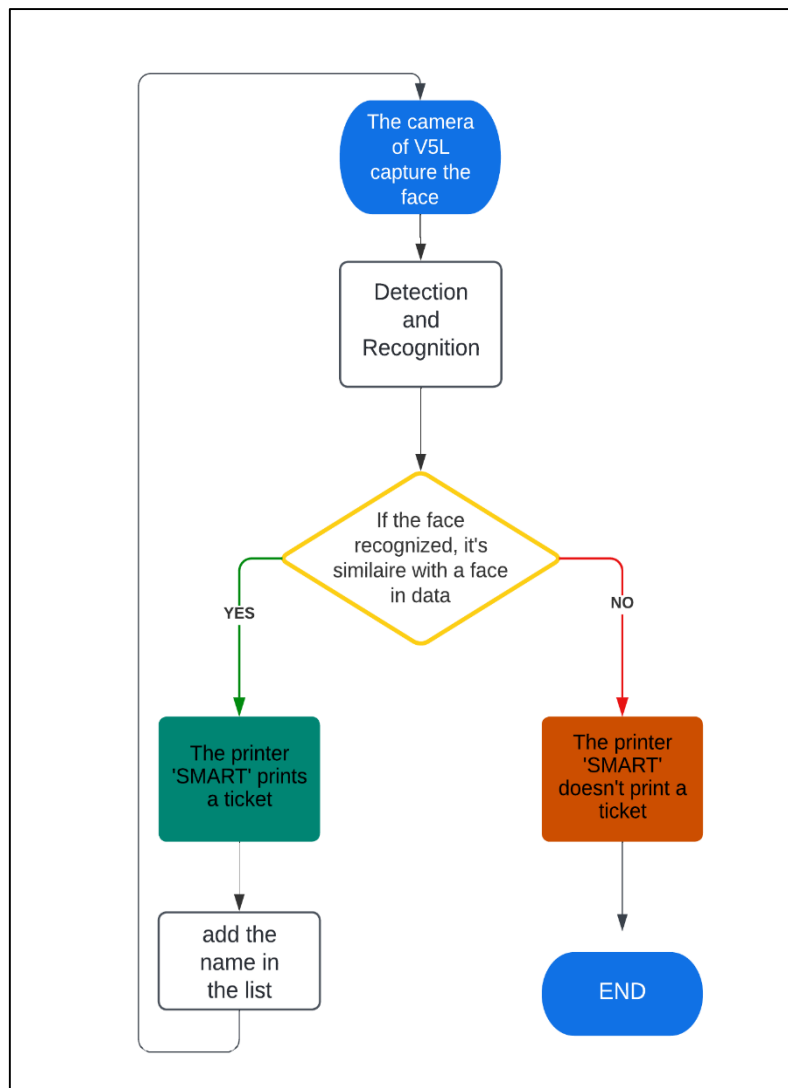 The camera
of V5L
capture the
face
Detection
and
Recognition
If the face
recognized, it's
similaire with a face
in data
YES
NO
The printer
'SMART' prints
a ticket
The printer
'SMART'
doesn't print a
ticket
add the
name in
the list
END